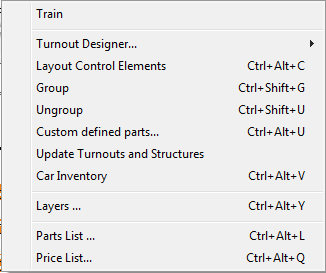 Train
Turnout Designer...
Layout Control Elements Ctrl+Alt+C
Group Ctrl+Shift+G
Ungroup Ctrl+Shift+U
Custom defined parts... Ctrl+Alt+U
Update Turnouts and Structures
Car Inventory Ctrl+Alt+V
Layers ... Ctrl+Alt+Y
Parts List ... Ctrl+Alt+L
Price List... Ctrl+Alt+Q